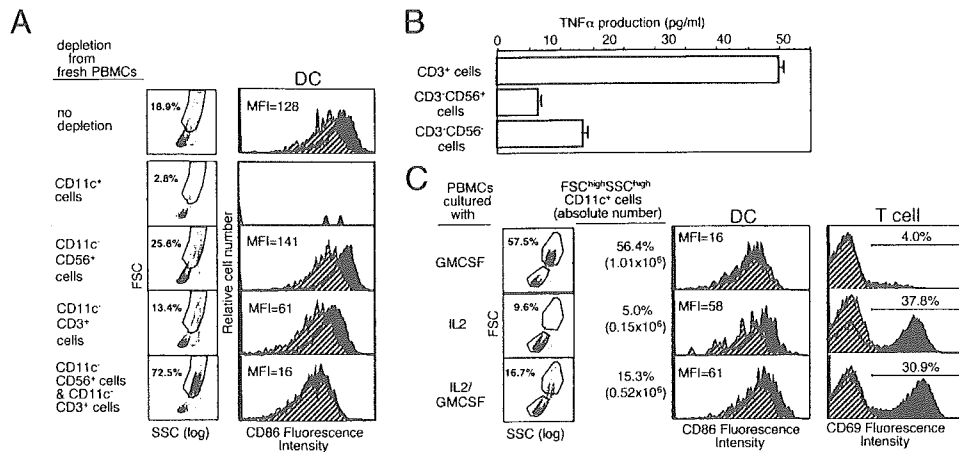 A
depletion
from
fresh PBMCs
DC
no
depletion
18.9%
MFI=128
CD11c+
cells
2.8%
CD11c-
CD56+
cells
25.6%
MFI=141
CD11c-
CD3+
cells
13.4%
MFI=61
CD11c-
CD56+ cells
& CD11c-
CD3+ cells
72.5%
MFI=16
FSC
Relative cell number
SSC (log)
CD86 Fluorescence
Intensity
B
TNFα production (pg/ml)
0 10 20 30 40 50
CD3+ cells
CD3-CD56+
cells
CD3-CD56-
cells
C
PBMCs
cultured
with
FSChighSSChigh
CD11c+ cells
(absolute number)
DC
T cell
GMCSF
57.5%
56.4%
(1.01x10⁶)
MFI=16
4.0%
IL2
9.6%
5.0%
(0.15x10⁶)
MFI=58
37.8%
IL2/
GMCSF
16.7%
15.3%
(0.52x10⁶)
MFI=61
30.9%
FSC
SSC (log)
CD86 Fluorescence
Intensity
CD69 Fluorescence
Intensity